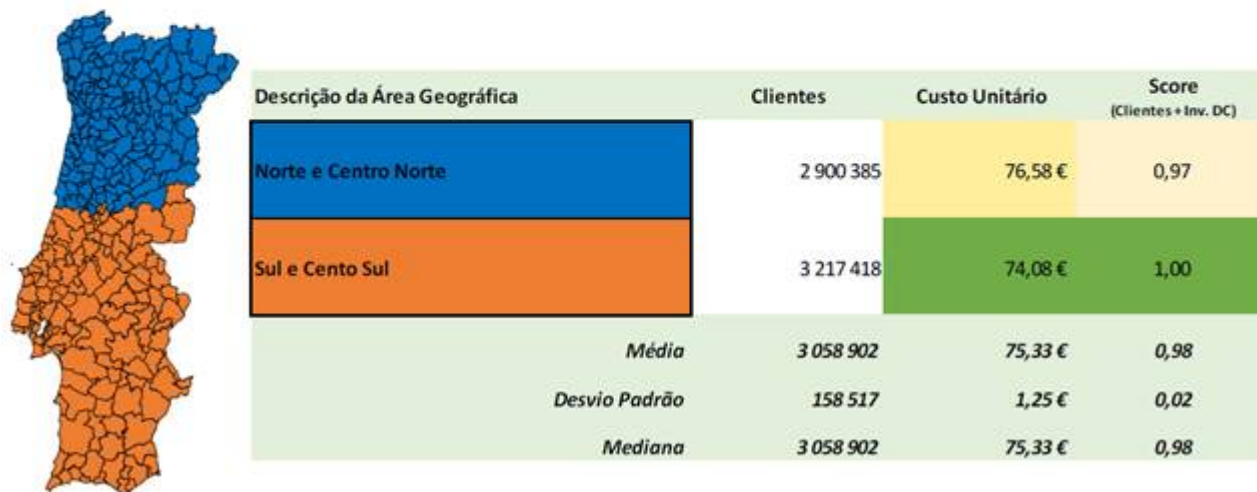 Descrição da Área Geográfica Clientes Custo Unitário Score
(Clientes + Inv. DC)
Norte e Centro Norte 2 900 385 76,58 € 0,97
Sul e Cento Sul 3 217 418 74,08 € 1,00
Média 3 058 902 75,33 € 0,98
Desvio Padrão 158 517 1,25 € 0,02
Mediana 3 058 902 75,33 € 0,98